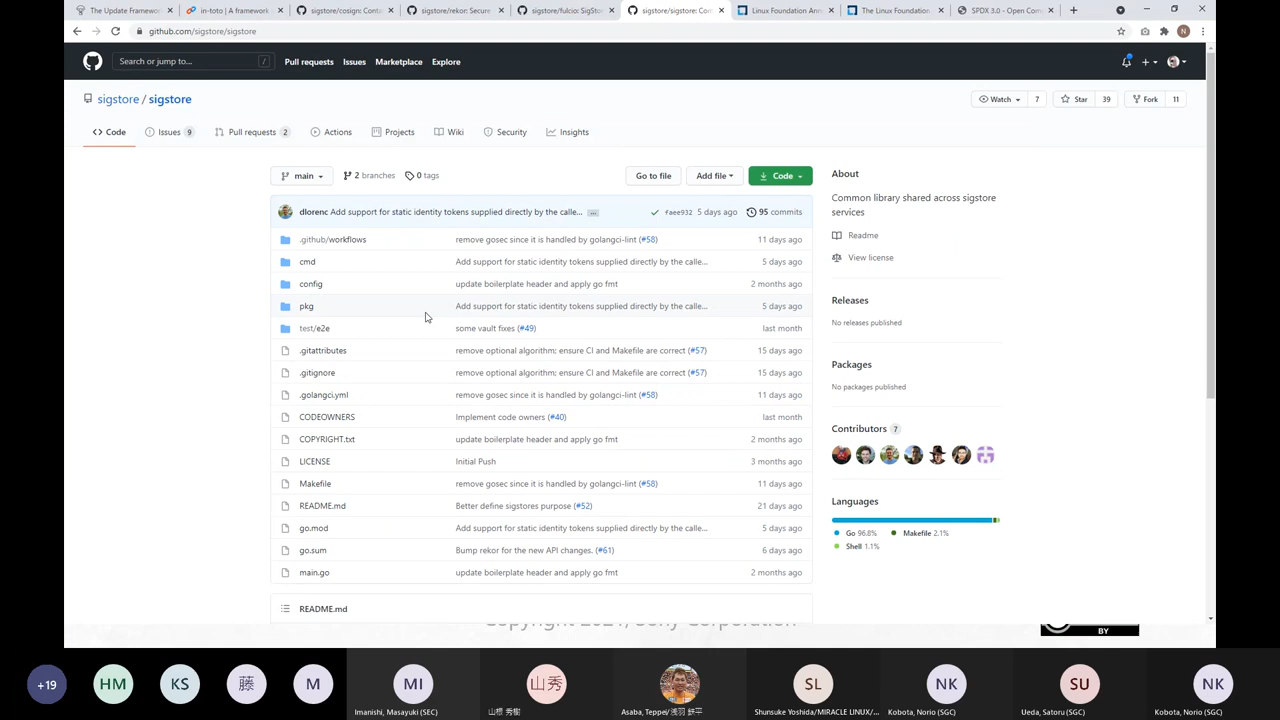 The Update Framework
in-toto | A framework
sigstore/cosign: Conta
sigstore/rekor: Secure
sigstore/fulcio: SigSto
sigstore/sigstore: Co
Linux Foundation Ann
The Linux Foundation
SPDX 3.0 - Open Com
github.com/sigstore/sigstore
N
Search or jump to...
/
Pull requests
Issues
Marketplace
Explore
sigstore / sigstore
Watch
7
Star
39
Fork
11
Code
Issues 9
Pull requests 2
Actions
Projects
Wiki
Security
Insights
main
2 branches
0 tags
Go to file
Add file
Code
dlorenc Add support for static identity tokens supplied directly by the calle... ... faee932 5 days ago 95 commits
.github/workflows remove gosec since it is handled by golangci-lint (#58) 11 days ago
cmd Add support for static identity tokens supplied directly by the calle... 5 days ago
config update boilerplate header and apply go fmt 2 months ago
pkg Add support for static identity tokens supplied directly by the calle... 5 days ago
test/e2e some vault fixes (#49) last month
.gitattributes remove optional algorithm; ensure CI and Makefile are correct (#57) 15 days ago
.gitignore remove optional algorithm; ensure CI and Makefile are correct (#57) 15 days ago
.golangci.yml remove gosec since it is handled by golangci-lint (#58) 11 days ago
CODEOWNERS Implement code owners (#40) last month
COPYRIGHT.txt update boilerplate header and apply go fmt 2 months ago
LICENSE Initial Push 3 months ago
Makefile remove gosec since it is handled by golangci-lint (#58) 11 days ago
README.md Better define sigstores purpose (#52) 21 days ago
go.mod Add support for static identity tokens supplied directly by the calle... 5 days ago
go.sum Bump rekor for the new API changes. (#61) 6 days ago
main.go update boilerplate header and apply go fmt 2 months ago
README.md
About
Common library shared across sigstore
services
Readme
View license
Releases
No releases published
Packages
No packages published
Contributors 7
Languages
Go 96.8%
Makefile 2.1%
Shell 1.1%
Copyright 2021, Sony Corporation
BY
+19
HM
KS
藤
M
MI
Imanishi, Masayuki (SEC)
山秀
山根 秀樹
Asaba, Teppei/浅羽 鉄平
SL
Shunsuke Yoshida/MIRACLE LINUX/...
NK
Kobota, Norio (SGC)
SU
Ueda, Satoru (SGC)
NK
Kobota, Norio (SGC)